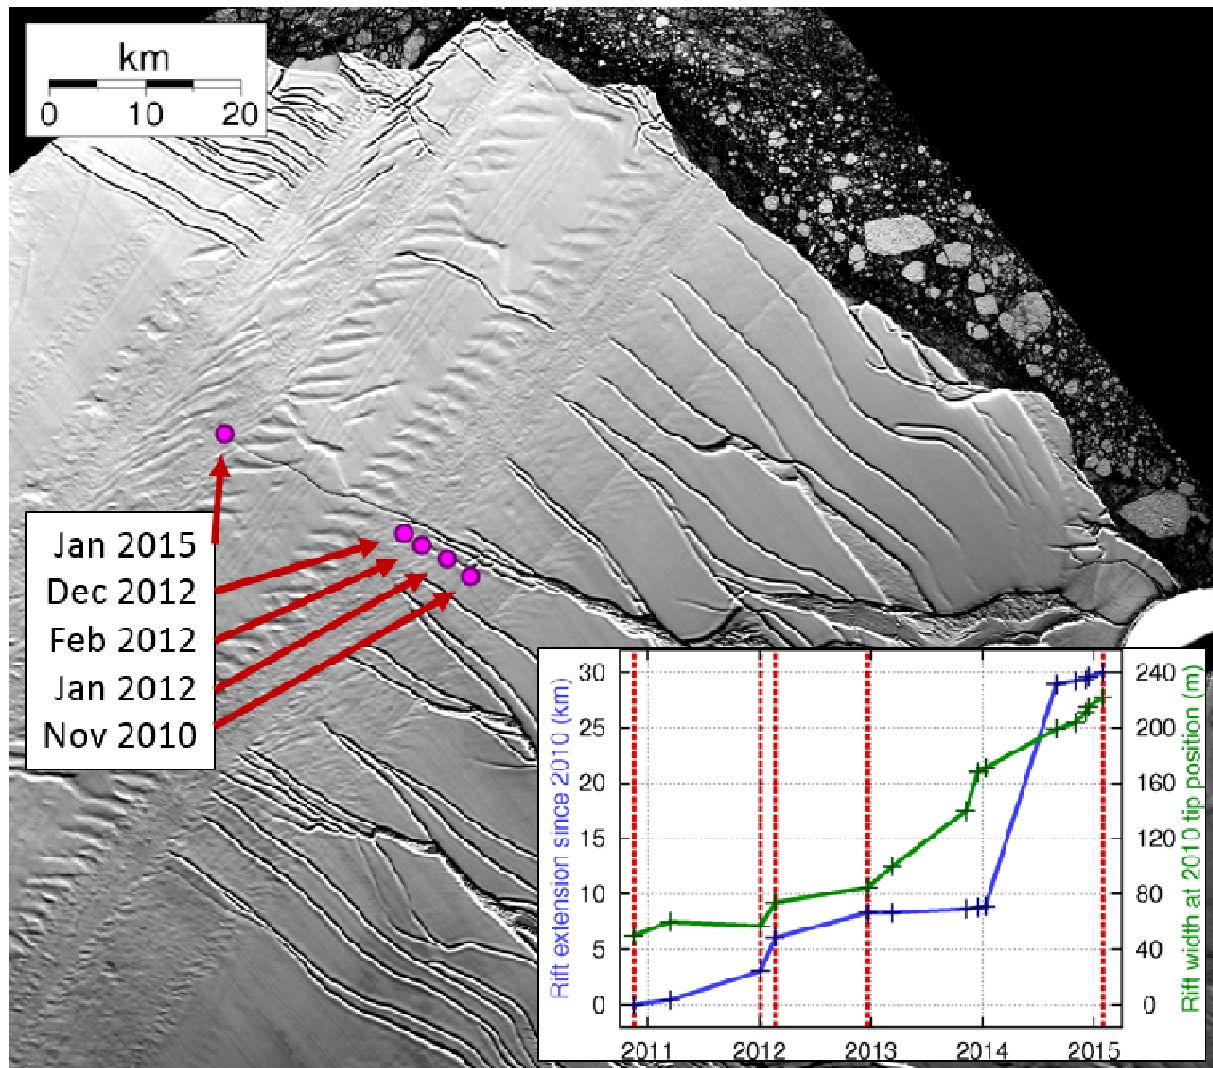 km
0 10 20
Jan 2015
Dec 2012
Feb 2012
Jan 2012
Nov 2010
Rift extension since 2010 (km)
30
25
20
15
10
5
0
240
200
160
120
80
40
0
Rift width at 2010 tip position (m)
2011 2012 2013 2014 2015